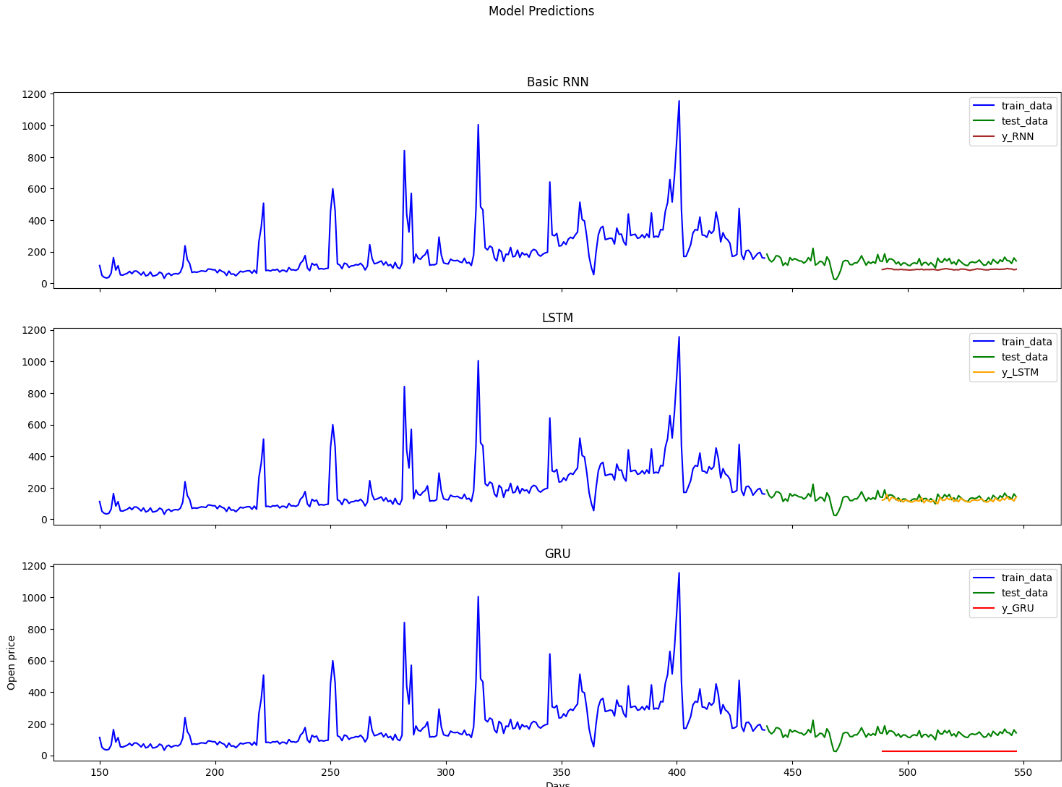 Model Predictions
Basic RNN
1200
1000
800
600
400
200
0
train_data
test_data
y_RNN
LSTM
1200
1000
800
600
400
200
0
train_data
test_data
y_LSTM
GRU
1200
1000
800
600
400
200
0
Open price
train_data
test_data
y_GRU
150 200 250 300 350 400 450 500 550
Days